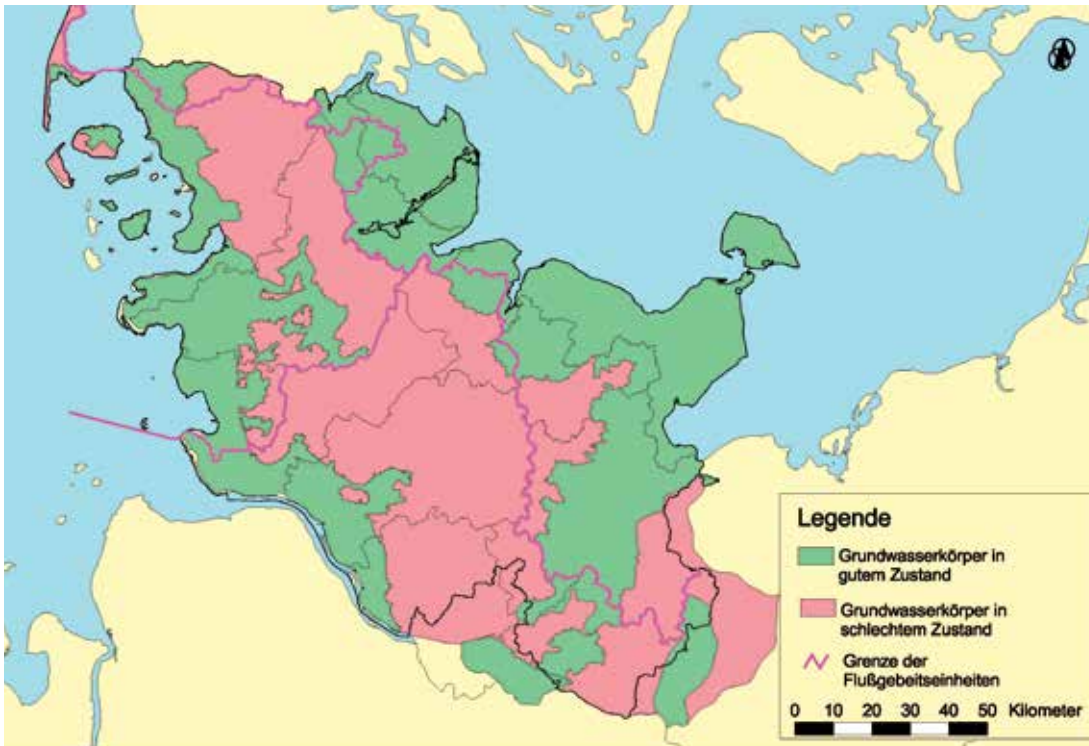 Legende
Grundwasserkörper in
gutem Zustand
Grundwasserkörper in
schlechtem Zustand
Grenze der
Flußgebeitseinheiten
0 10 20 30 40 50 Kilometer